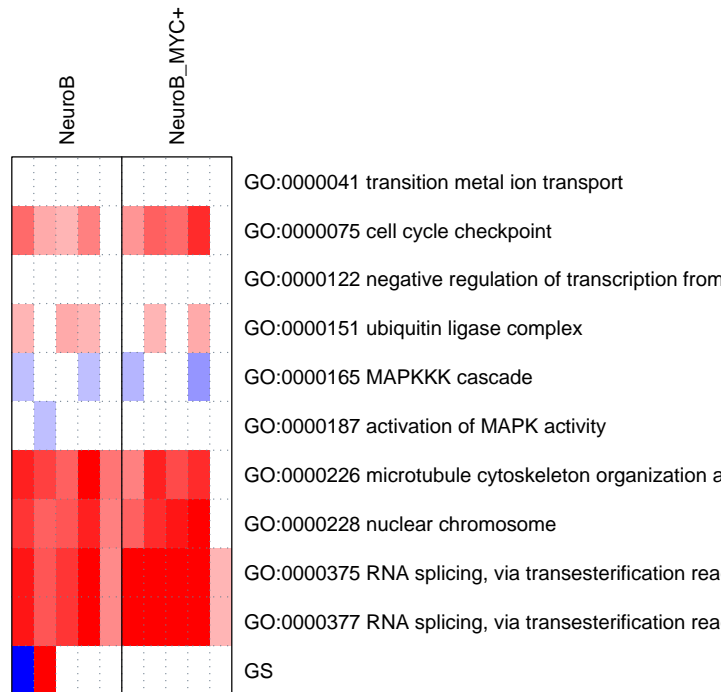 NeuroB
NeuroB_MYC+
GO:0000041 transition metal ion transport
GO:0000075 cell cycle checkpoint
GO:0000122 negative regulation of transcription from
GO:0000151 ubiquitin ligase complex
GO:0000165 MAPKKK cascade
GO:0000187 activation of MAPK activity
GO:0000226 microtubule cytoskeleton organization a
GO:0000228 nuclear chromosome
GO:0000375 RNA splicing, via transesterification rea
GO:0000377 RNA splicing, via transesterification rea
GS